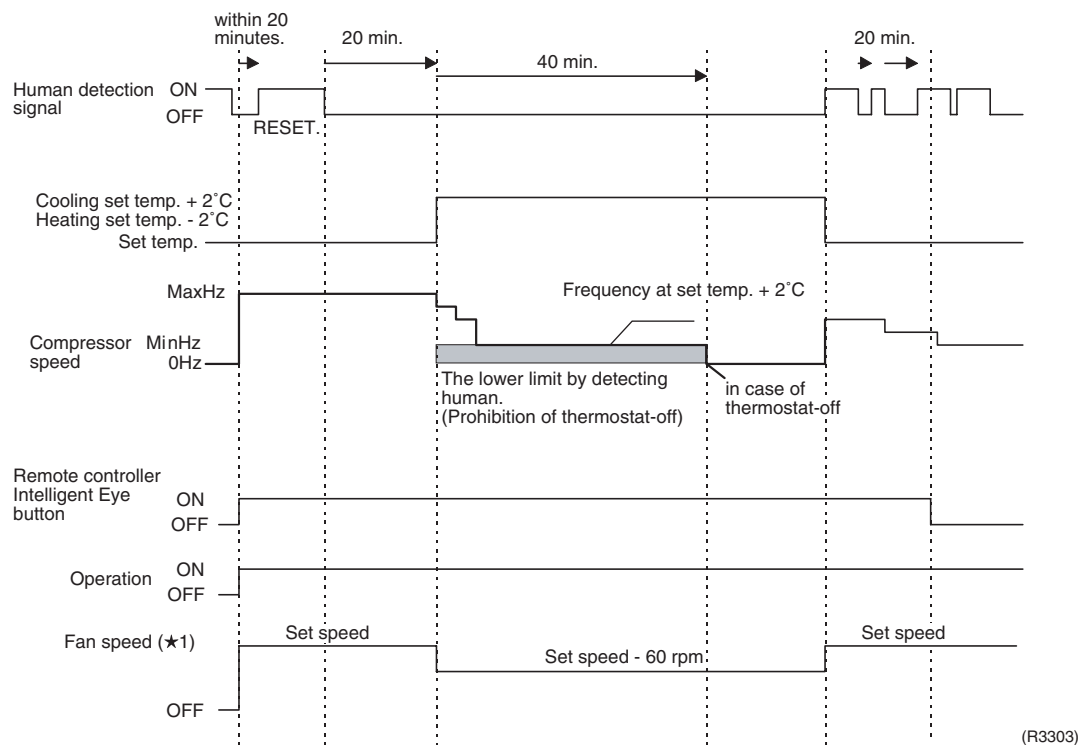 within 20
minutes.
20 min.
40 min.
20 min.
Human detection
signal
ON
OFF
RESET.
Cooling set temp. + 2˚C
Heating set temp. - 2˚C
Set temp.
MaxHz
Frequency at set temp. + 2˚C
Compressor
speed
MinHz
0Hz
The lower limit by detecting
human.
(Prohibition of thermostat-off)
in case of
thermostat-off
Remote controller
Intelligent Eye
button
ON
OFF
Operation
ON
OFF
Fan speed (★1)
Set speed
Set speed - 60 rpm
Set speed
OFF
(R3303)